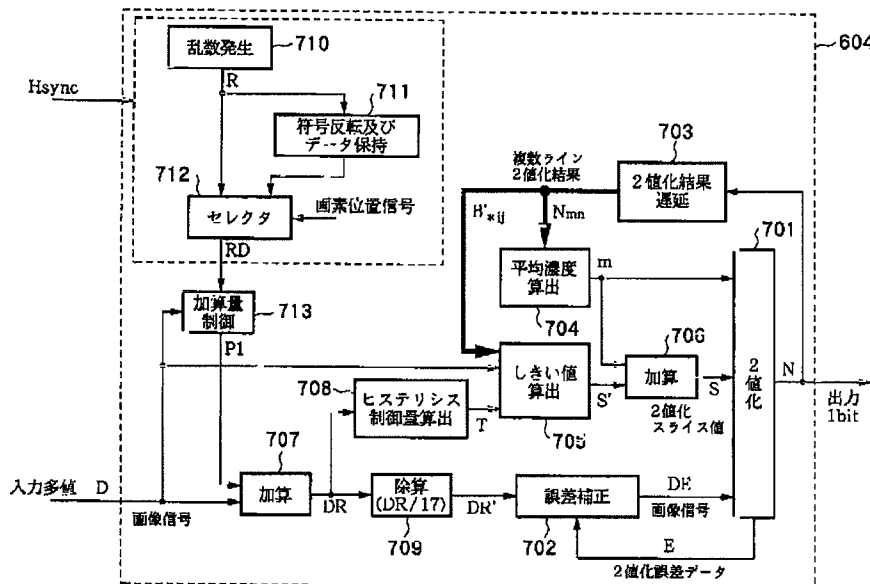 乱数発生
710
604
R
Hsync
711
符号反転及び
データ保持
703
複数ライン
2値化結果
2値化結果
遅延
712
セレクタ
画素位置信号
B'*ij
Nmn
701
RD
平均濃度
算出
m
加算量
制御
713
704
706
P1
しきい値
算出
加算
S
2値化
N
708
ヒステリシス
制御量算出
S'
2値化
スライス値
出力
1bit
T
705
707
入力多値 D
加算
除算
(DR/17)
誤差補正
DE
画像信号
DR
DR'
画像信号
709
702
E
2値化誤差データ